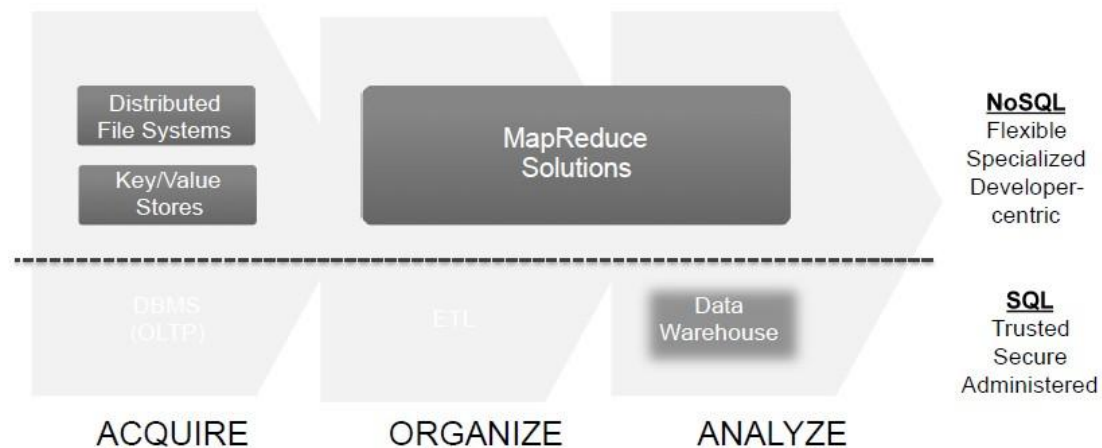 Distributed
File Systems
Key/Value
Stores
MapReduce
Solutions
NoSQL
Flexible
Specialized
Developer-
centric
DBMS
(OLTP)
ETL
Data
Warehouse
SQL
Trusted
Secure
Administered
ACQUIRE
ORGANIZE
ANALYZE